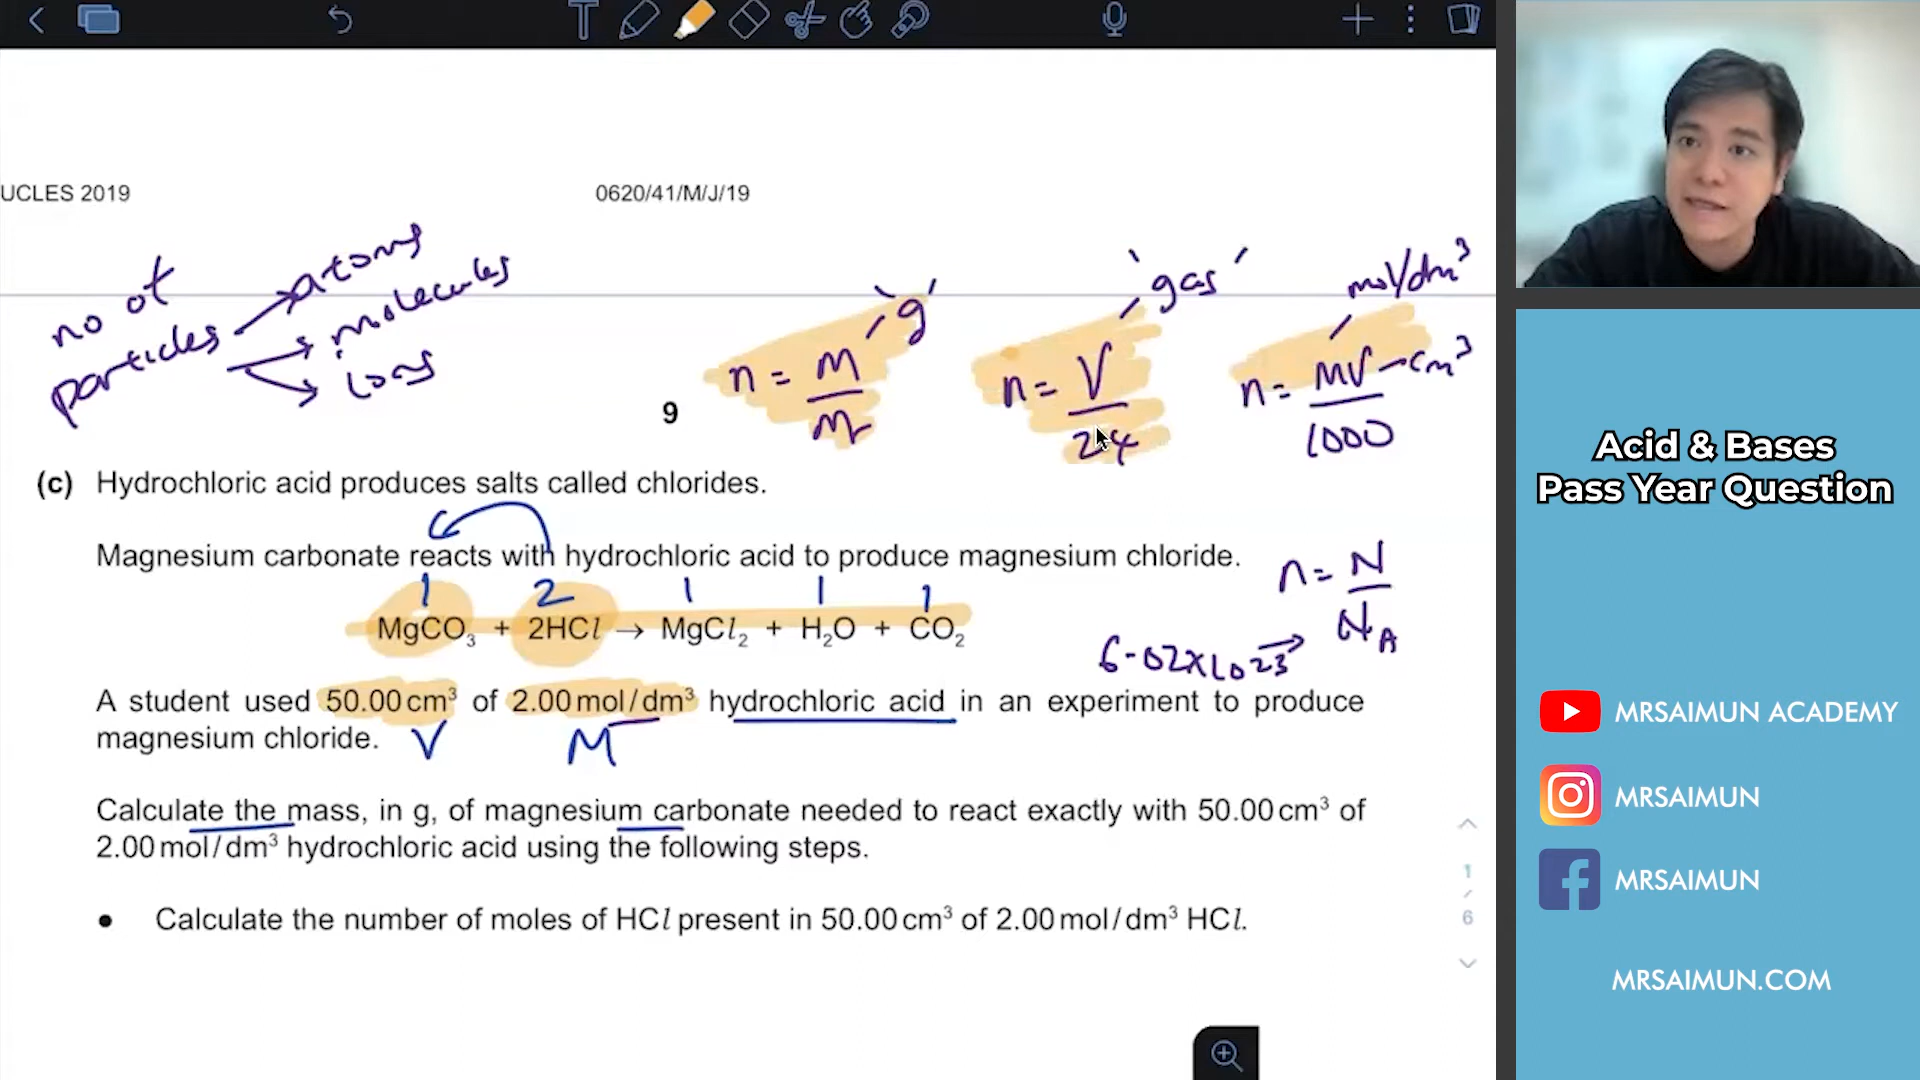 UCLES 2019
0620/41/M/J/19
no of
particles
atoms
molecules
ions
n = M / Mr
'g'
n = V / 24
'gas'
n = MV / 1000
mol/dm³
cm³
9
(c) Hydrochloric acid produces salts called chlorides.
Magnesium carbonate reacts with hydrochloric acid to produce magnesium chloride.
1 2 1 1 1
MgCO₃ + 2HCl → MgCl₂ + H₂O + CO₂
n = N / N_A
6.02x10 23
A student used 50.00 cm³ of 2.00 mol/dm³ hydrochloric acid in an experiment to produce
magnesium chloride.
V M
Calculate the mass, in g, of magnesium carbonate needed to react exactly with 50.00 cm³ of
2.00 mol/dm³ hydrochloric acid using the following steps.
• Calculate the number of moles of HCl present in 50.00 cm³ of 2.00 mol/dm³ HCl.
1
/
6
Acid & Bases
Pass Year Question
MRSAIMUN ACADEMY
MRSAIMUN
MRSAIMUN
MRSAIMUN.COM